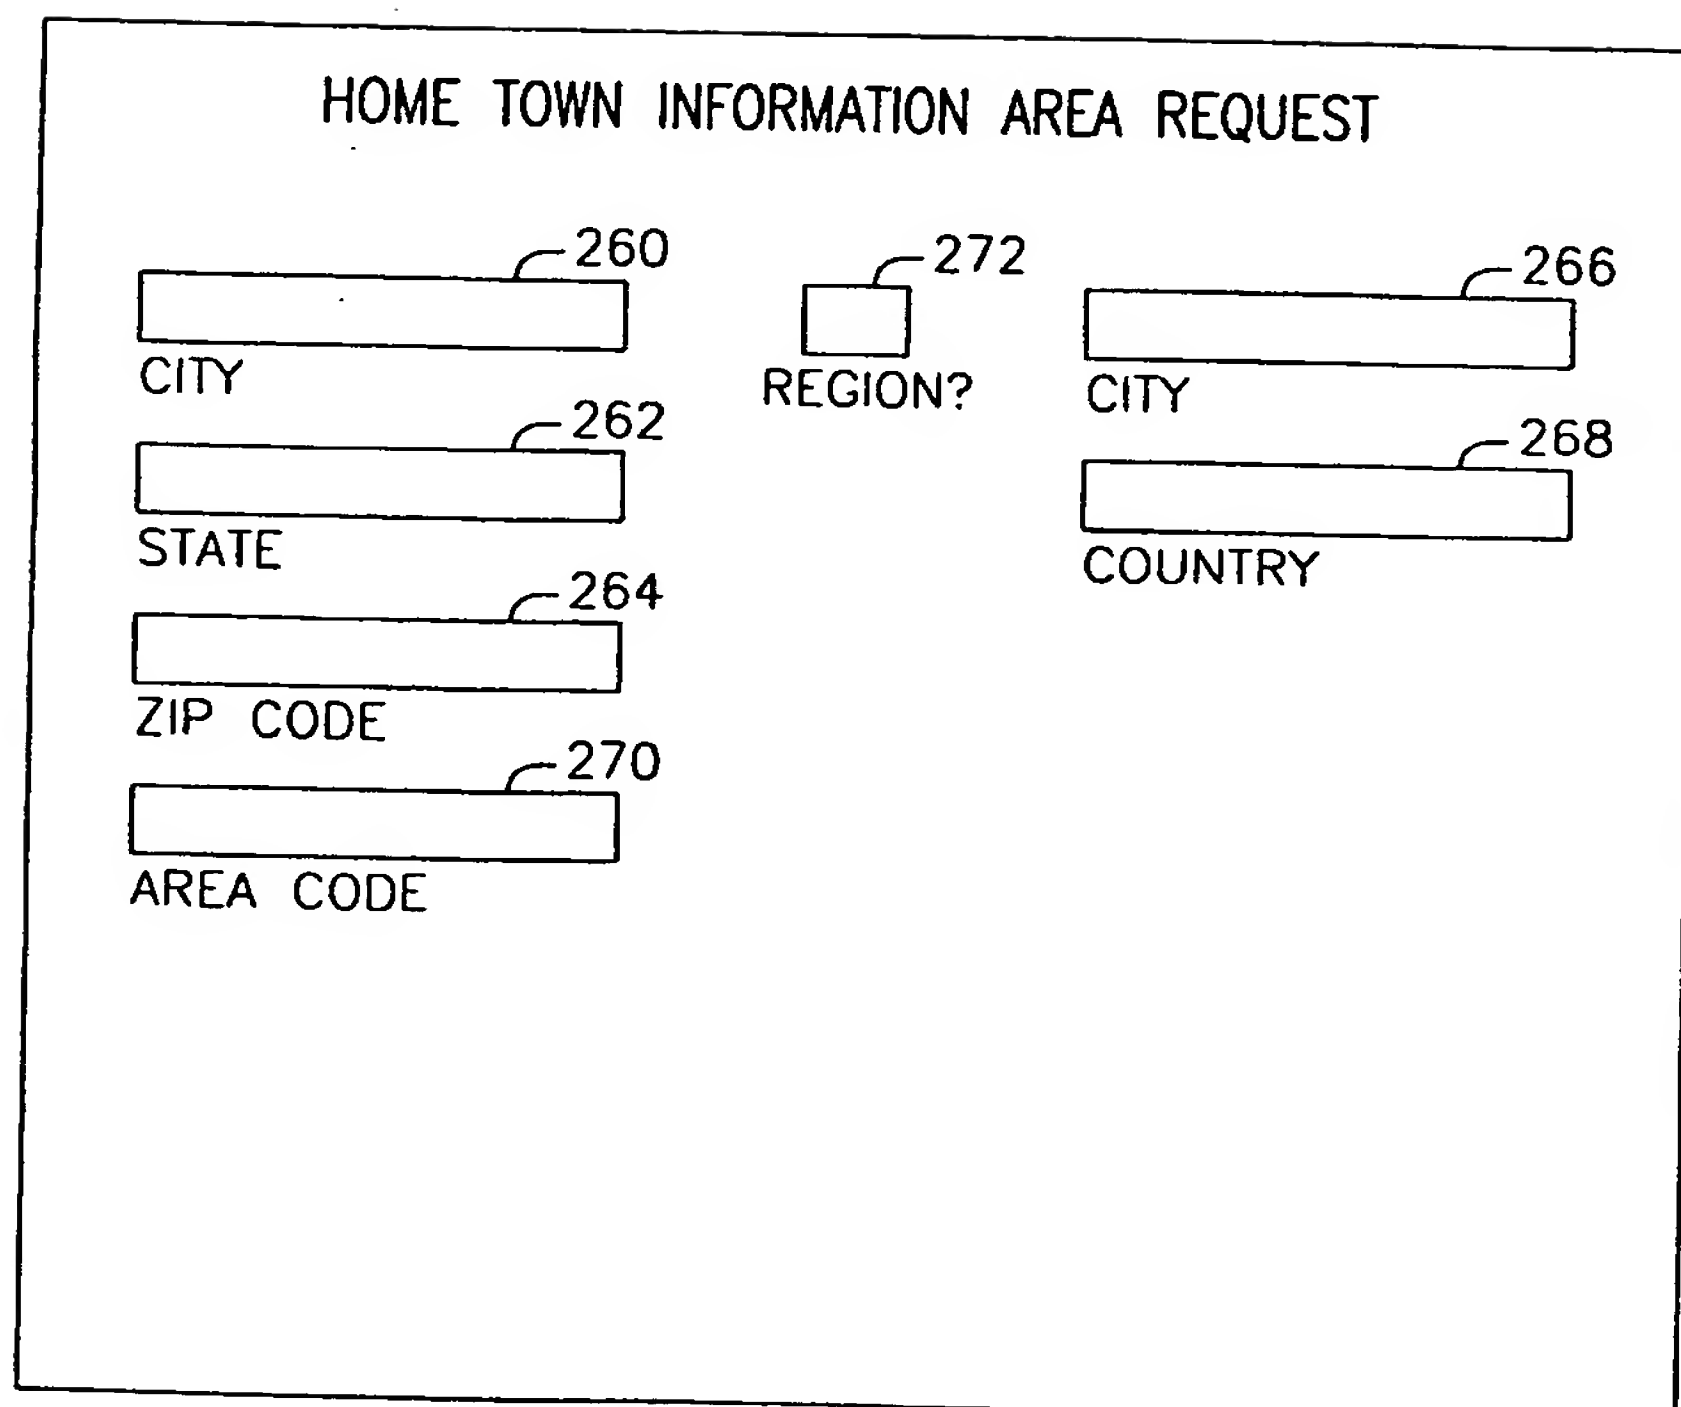 HOME TOWN INFORMATION AREA REQUEST
260 272 266
CITY REGION? CITY
262 268
STATE COUNTRY
264
ZIP CODE
270
AREA CODE